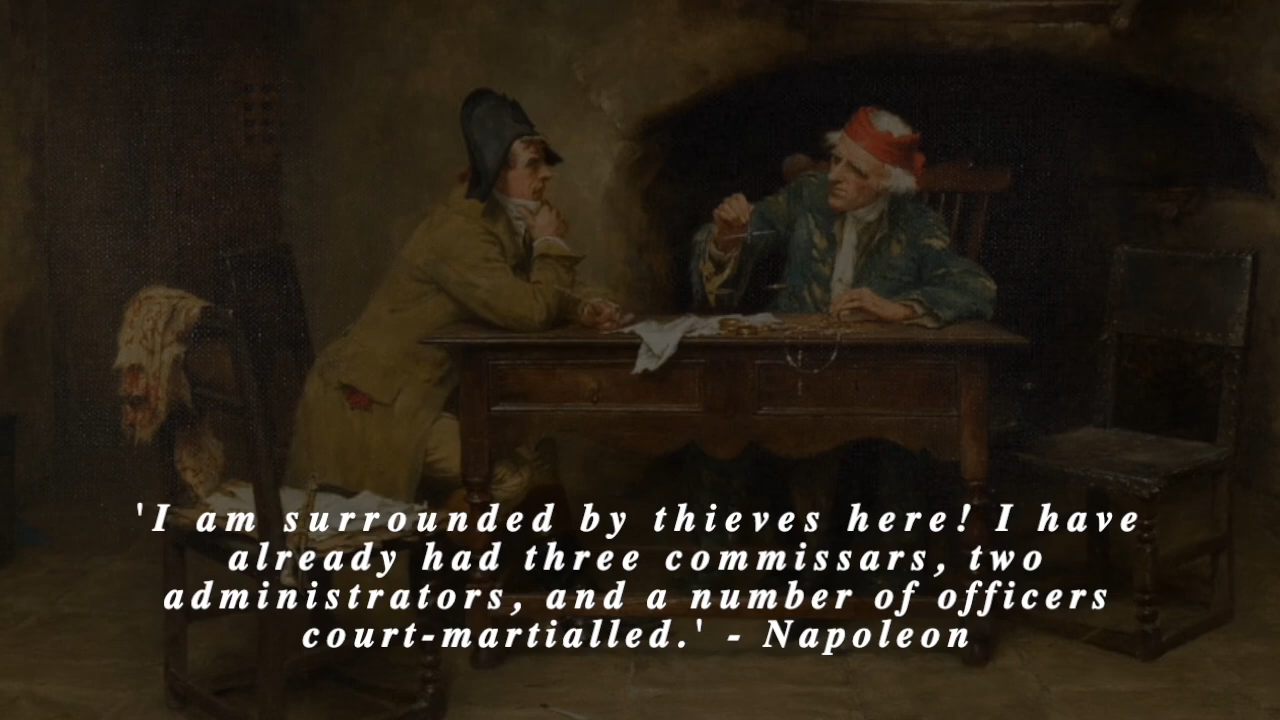 'I am surrounded by thieves here! I have
already had three commissars, two
administrators, and a number of officers
court-martialled.' - Napoleon